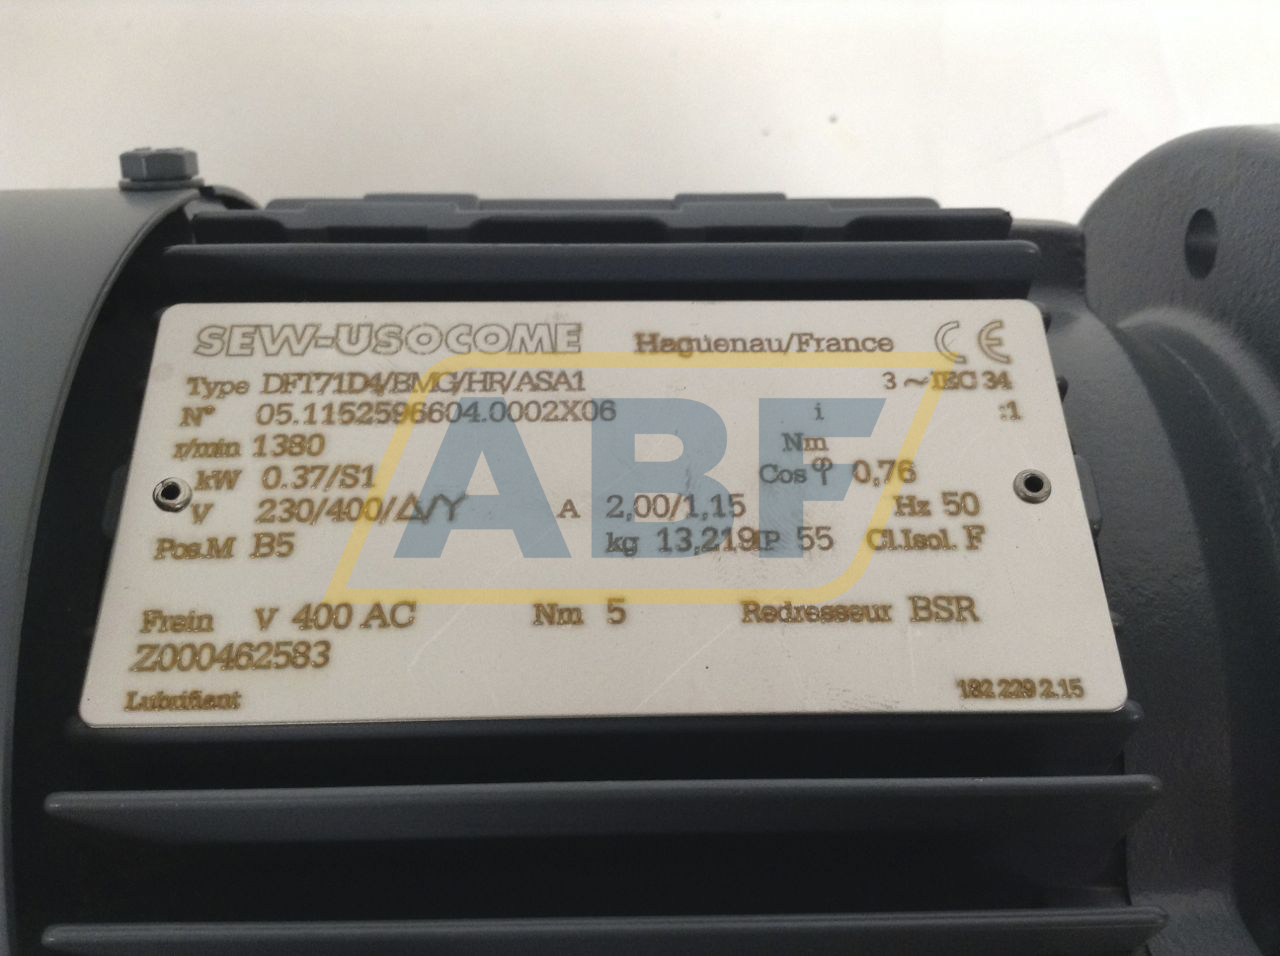 SEW-USOCOME Haguenau/France CE
Type DFT71D4/BMG/HR/ASA1 3 ~ IEC 34
N° 05.1152596604.0002X06 i :1
r/min 1380 Nm
kW 0.37/S1 Cos φ 0,76
V 230/400/Δ/Y A 2,00/1,15 Hz 50
Pos.M B5 kg 13,219 IP 55 Cl.Isol. F
Frein V 400 AC Nm 5 Redresseur BSR
Z000462583
Lubrifiant 182 229 2.15
ABF